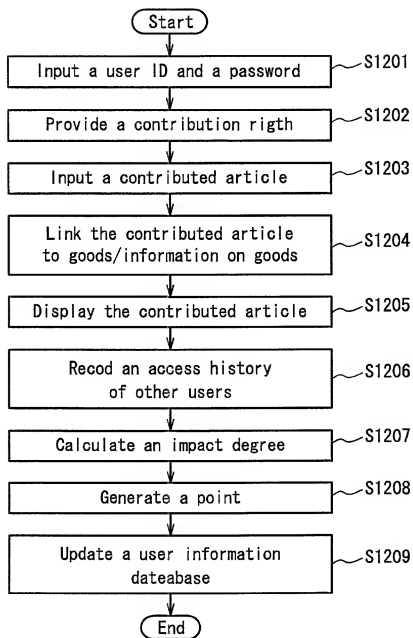 Start
Input a user ID and a password
S1201
Provide a contribution rigth
S1202
Input a contributed article
S1203
Link the contributed article
to goods/information on goods
S1204
Display the contributed article
S1205
Recod an access history
of other users
S1206
Calculate an impact degree
S1207
Generate a point
S1208
Update a user information
dateabase
S1209
End